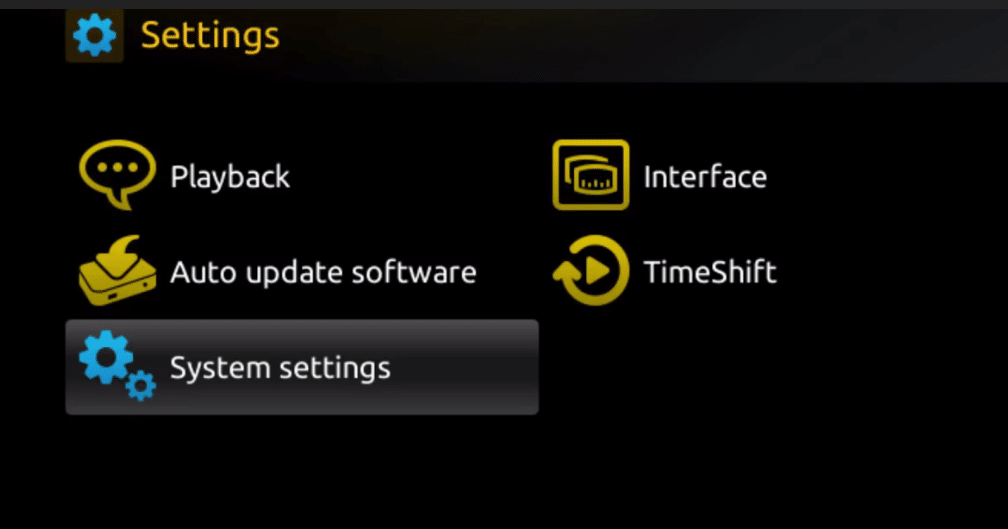 Settings
Playback
Interface
Auto update software
TimeShift
System settings